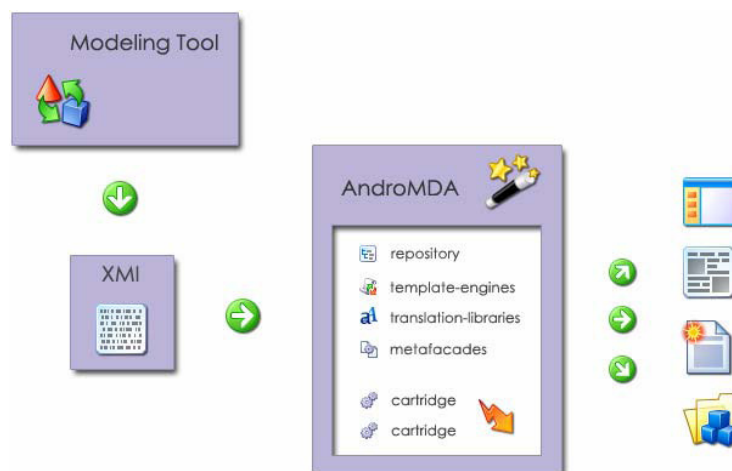 Modeling Tool
AndroMDA
XMI
repository
template-engines
translation-libraries
metafacades
cartridge
cartridge